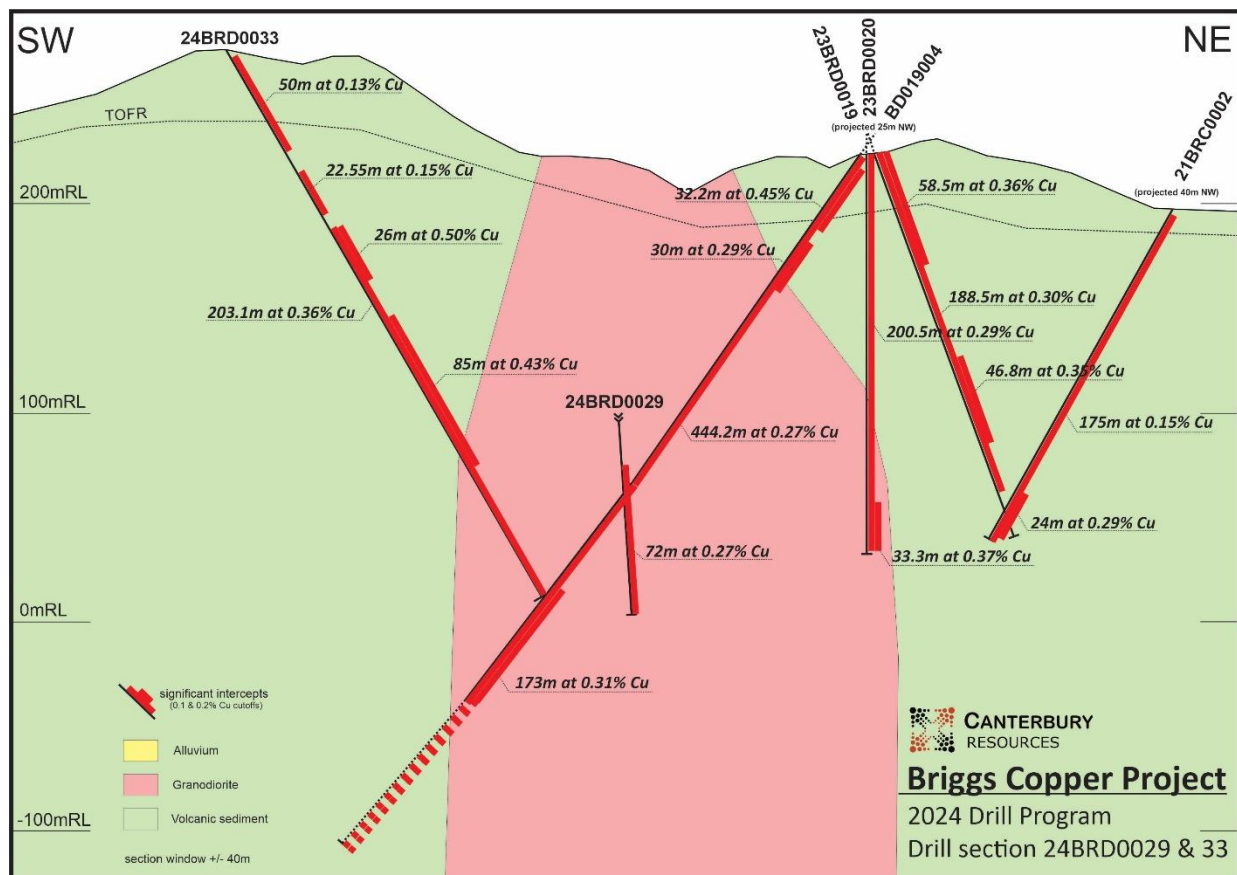 SW
NE
24BRD0033
23BRD0019
23BRD0020
BD019004
(projected 25m NW)
21BRC0002
(projected 40m NW)
TOFR
50m at 0.13% Cu
22.55m at 0.15% Cu
26m at 0.50% Cu
203.1m at 0.36% Cu
85m at 0.43% Cu
24BRD0029
32.2m at 0.45% Cu
30m at 0.29% Cu
444.2m at 0.27% Cu
72m at 0.27% Cu
173m at 0.31% Cu
58.5m at 0.36% Cu
188.5m at 0.30% Cu
200.5m at 0.29% Cu
46.8m at 0.35% Cu
175m at 0.15% Cu
24m at 0.29% Cu
33.3m at 0.37% Cu
200mRL
100mRL
0mRL
-100mRL
significant intercepts
(0.1 & 0.2% Cu cutoffs)
Alluvium
Granodiorite
Volcanic sediment
section window +/- 40m
CANTERBURY
RESOURCES
Briggs Copper Project
2024 Drill Program
Drill section 24BRD0029 & 33